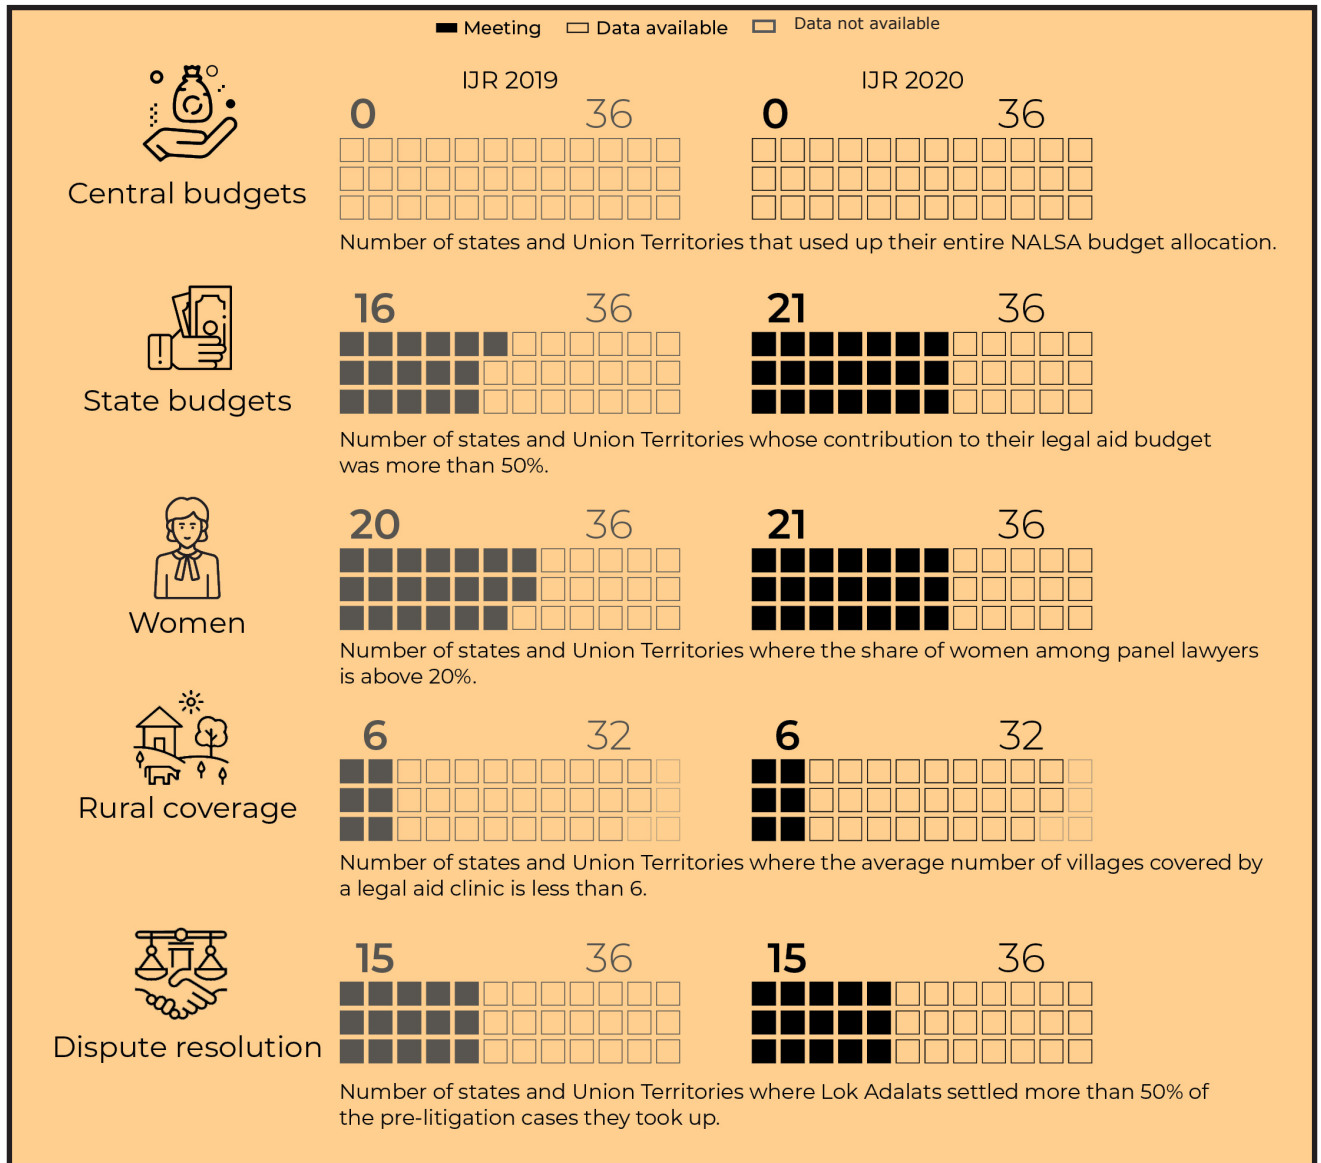 Meeting Data available Data not available
IJR 2019 IJR 2020
0 36 0 36
Central budgets
Number of states and Union Territories that used up their entire NALSA budget allocation.
16 36 21 36
State budgets
Number of states and Union Territories whose contribution to their legal aid budget
was more than 50%.
20 36 21 36
Women
Number of states and Union Territories where the share of women among panel lawyers
is above 20%.
6 32 6 32
Rural coverage
Number of states and Union Territories where the average number of villages covered by
a legal aid clinic is less than 6.
15 36 15 36
Dispute resolution
Number of states and Union Territories where Lok Adalats settled more than 50% of
the pre-litigation cases they took up.